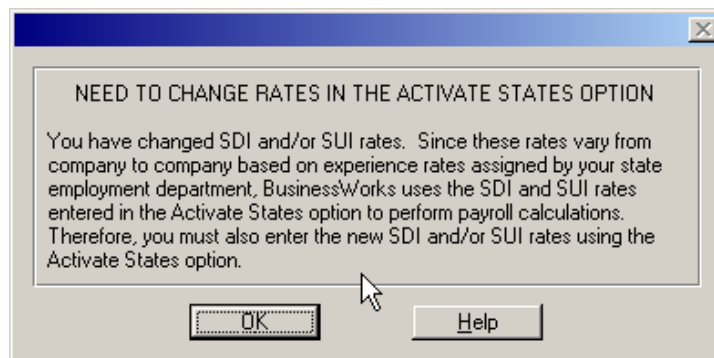 NEED TO CHANGE RATES IN THE ACTIVATE STATES OPTION
You have changed SDI and/or SUI rates.  Since these rates vary from
company to company based on experience rates assigned by your state
employment department, BusinessWorks uses the SDI and SUI rates
entered in the Activate States option to perform payroll calculations.
Therefore, you must also enter the new SDI and/or SUI rates using the
Activate States option.
OK
Help